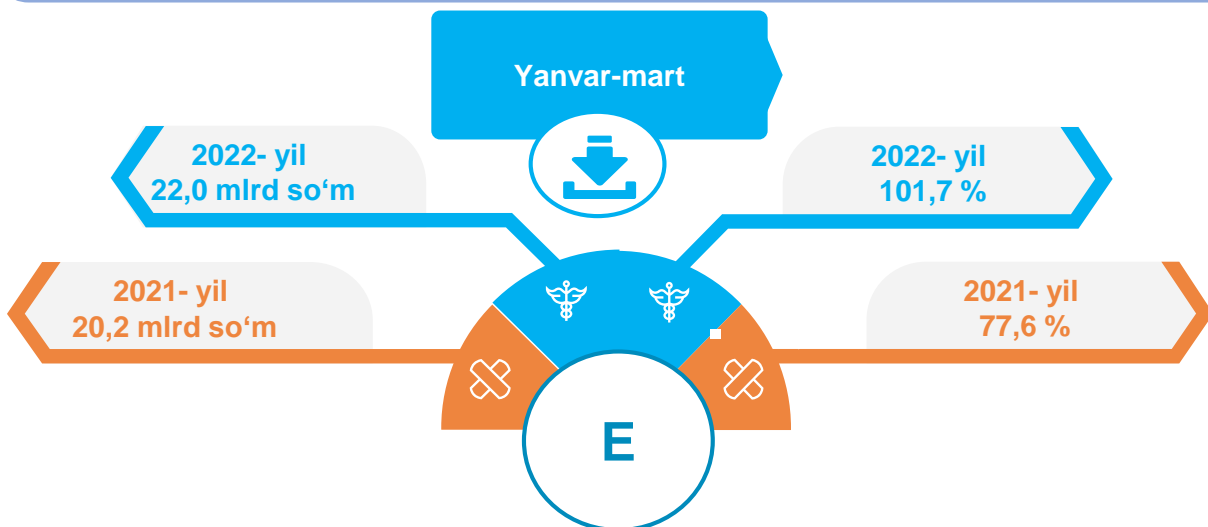 Yanvar-mart
2022- yil
22,0 mlrd so‘m
2022- yil
101,7 %
2021- yil
20,2 mlrd so‘m
2021- yil
77,6 %
E